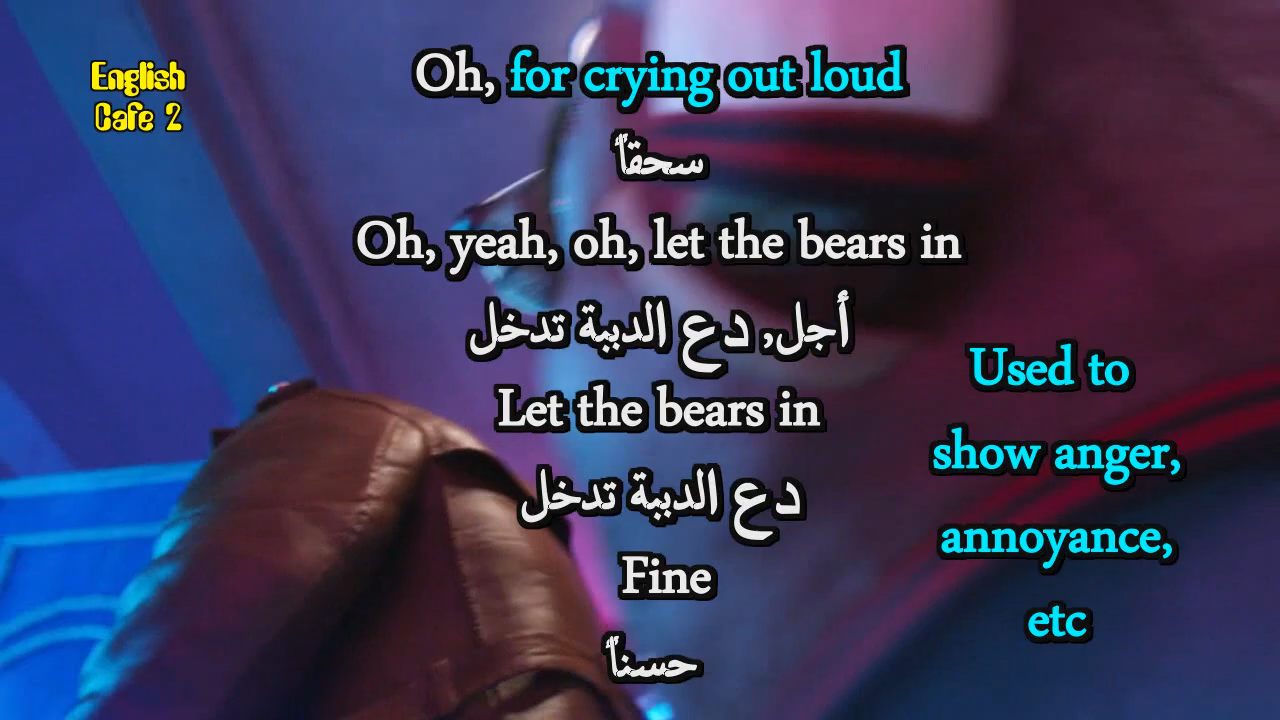 English
Cafe 2
Oh, for crying out loud
سحقاً
Oh, yeah, oh, let the bears in
أجل, دع الدببة تدخل
Let the bears in
دع الدببة تدخل
Fine
حسناً
Used to
show anger,
annoyance,
etc